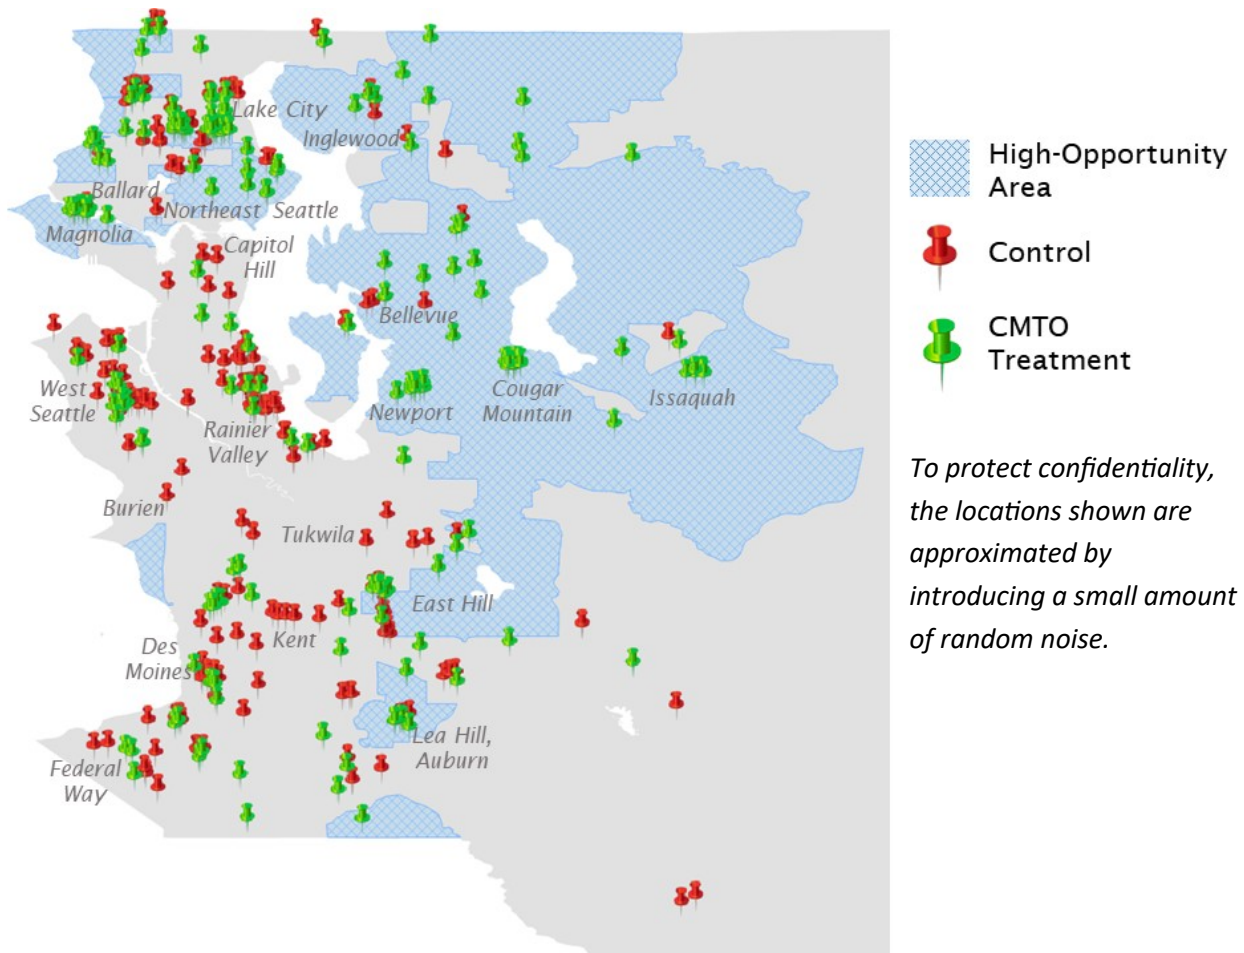 Lake City
Inglewood
Ballard
Northeast Seattle
Magnolia
Capitol
Hill
Bellevue
West
Seattle
Newport
Cougar
Mountain
Issaquah
Rainier
Valley
Burien
Tukwila
East Hill
Kent
Des
Moines
Lea Hill,
Auburn
Federal
Way
High-Opportunity
Area
Control
CMTO
Treatment
To protect confidentiality,
the locations shown are
approximated by
introducing a small amount
of random noise.